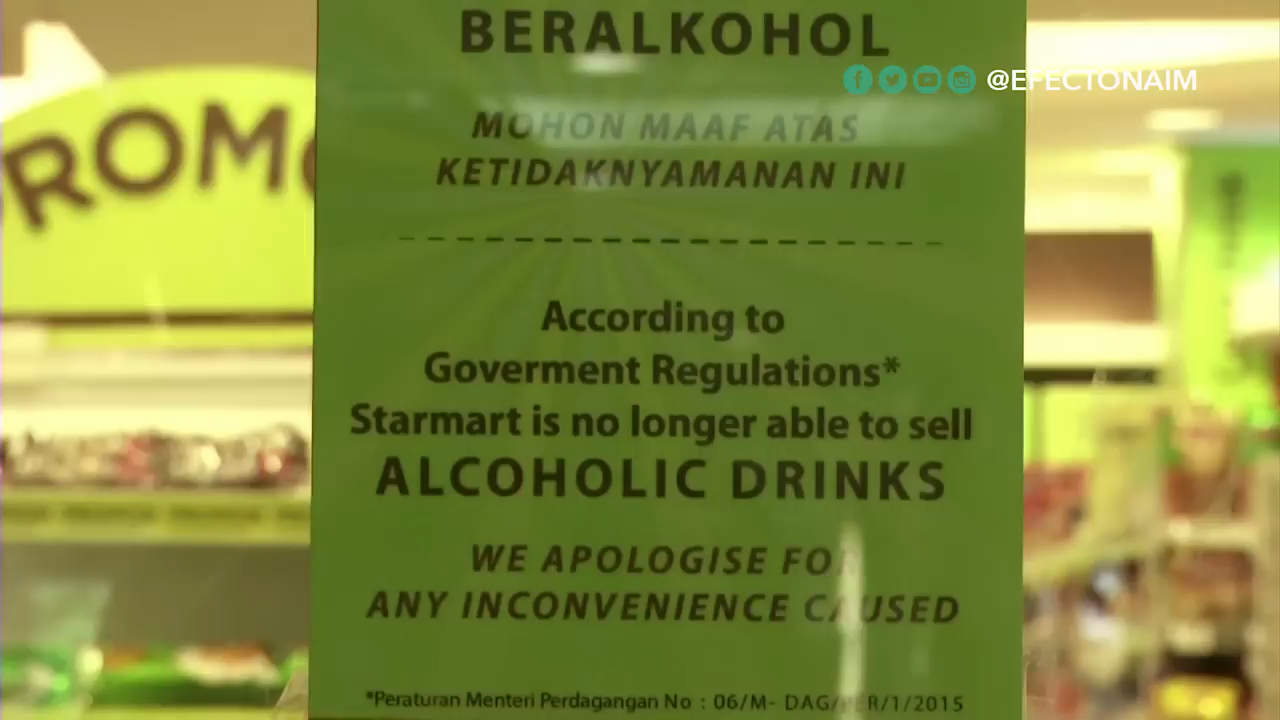 BERALKOHOL
@EFECTONAIM
MOHON MAAF ATAS
KETIDAKNYAMANAN INI
According to
Goverment Regulations*
Starmart is no longer able to sell
ALCOHOLIC DRINKS
WE APOLOGISE FOR
ANY INCONVENIENCE CAUSED
*Peraturan Menteri Perdagangan No : 06/M- DAG/PER/1/2015